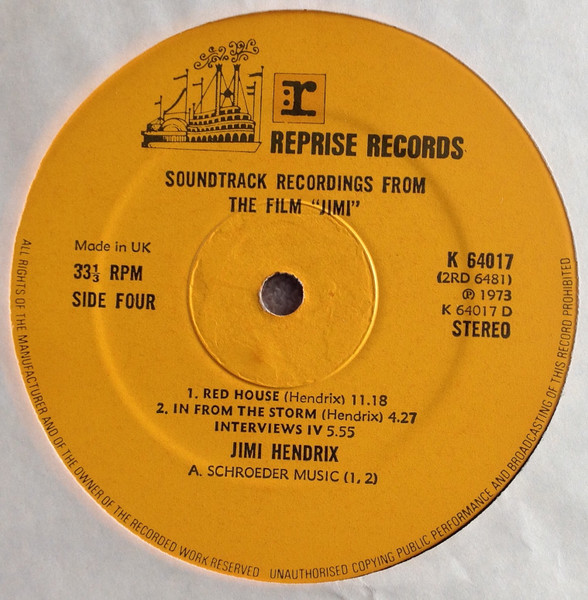 r
REPRISE RECORDS
SOUNDTRACK RECORDINGS FROM
THE FILM "JIMI"
Made in UK
33⅓ RPM
SIDE FOUR
K 64017
(2RD 6481)
℗ 1973
K 64017 D
STEREO
1. RED HOUSE (Hendrix) 11.18
2. IN FROM THE STORM (Hendrix) 4.27
INTERVIEWS IV 5.55
JIMI HENDRIX
A. SCHROEDER MUSIC (1, 2)
ALL RIGHTS OF THE MANUFACTURER AND OF THE OWNER OF THE RECORDED WORK RESERVED UNAUTHORISED COPYING PUBLIC PERFORMANCE AND BROADCASTING OF THIS RECORD PROHIBITED